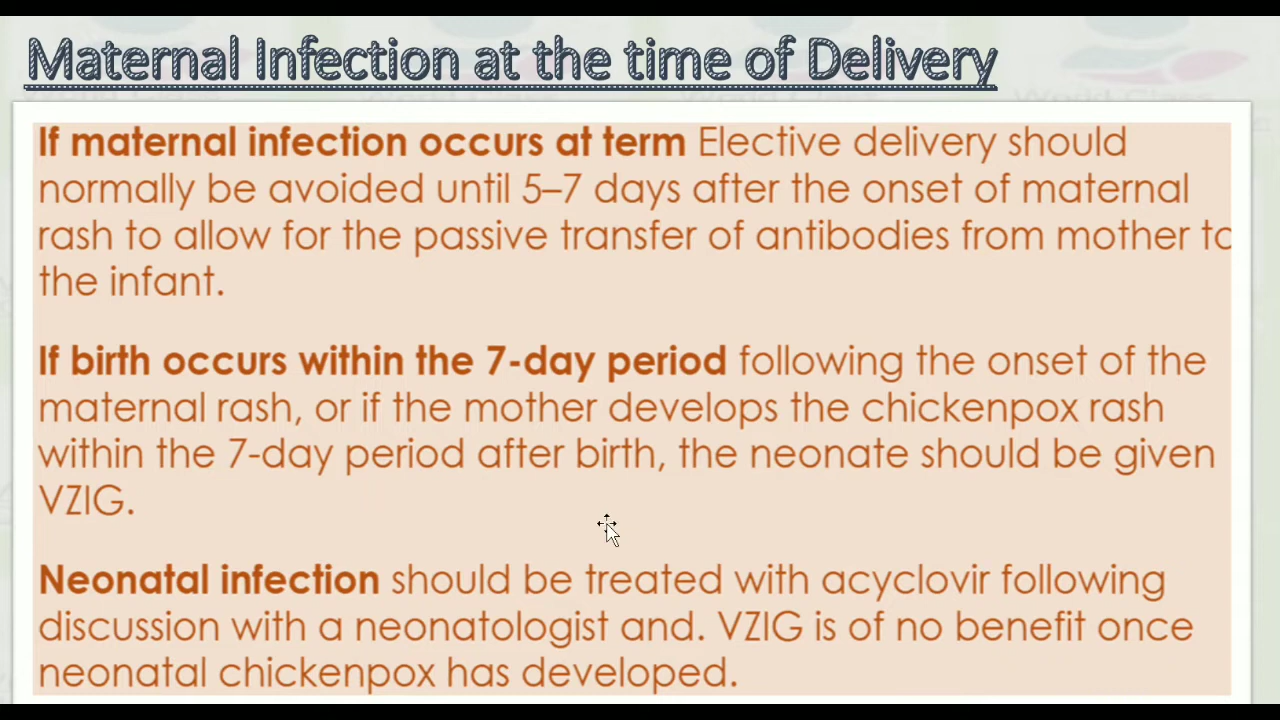 Maternal Infection at the time of Delivery
If maternal infection occurs at term Elective delivery should
normally be avoided until 5–7 days after the onset of maternal
rash to allow for the passive transfer of antibodies from mother to
the infant.
If birth occurs within the 7-day period following the onset of the
maternal rash, or if the mother develops the chickenpox rash
within the 7-day period after birth, the neonate should be given
VZIG.
Neonatal infection should be treated with acyclovir following
discussion with a neonatologist and. VZIG is of no benefit once
neonatal chickenpox has developed.